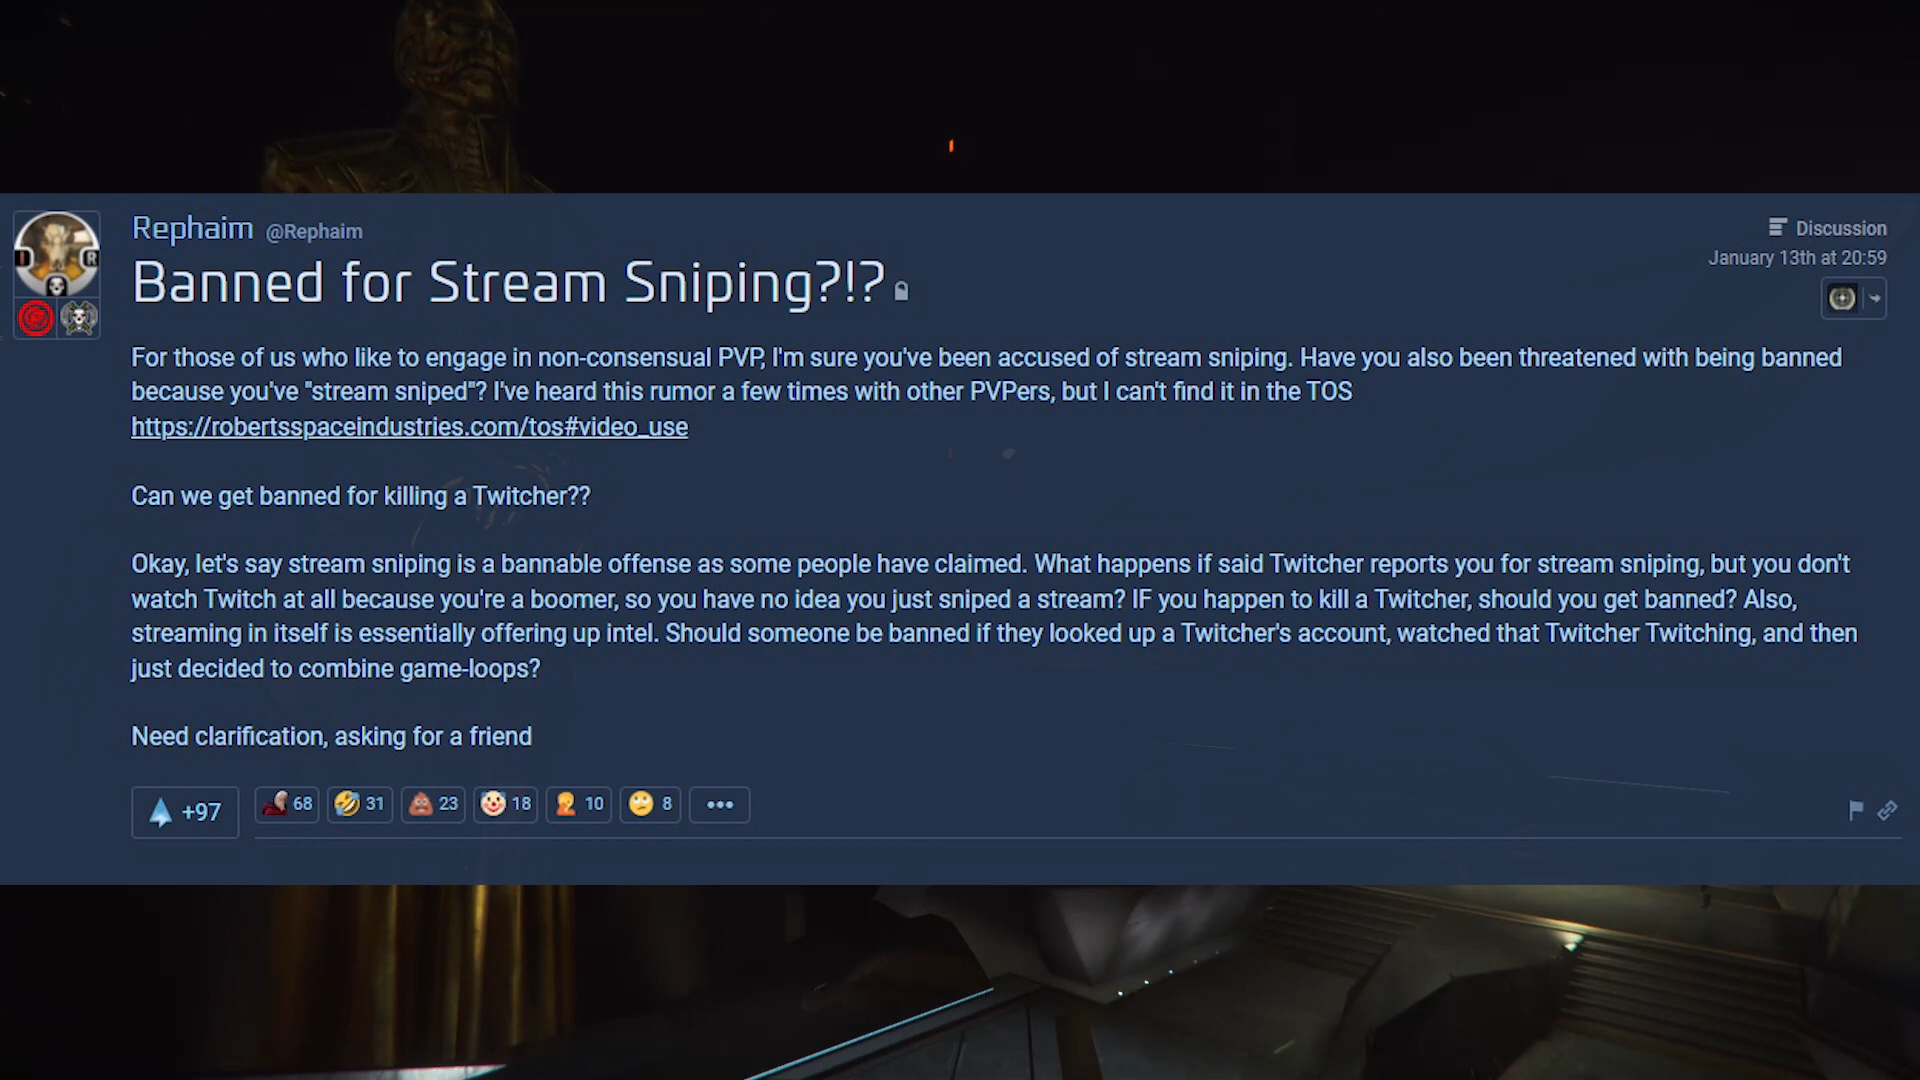 Rephaim @Rephaim
Discussion
Banned for Stream Sniping?!?
January 13th at 20:59
For those of us who like to engage in non-consensual PVP, I'm sure you've been accused of stream sniping. Have you also been threatened with being banned
because you've "stream sniped"? I've heard this rumor a few times with other PVPers, but I can't find it in the TOS
https://robertsspaceindustries.com/tos#video_use
Can we get banned for killing a Twitcher??
Okay, let's say stream sniping is a bannable offense as some people have claimed. What happens if said Twitcher reports you for stream sniping, but you don't
watch Twitch at all because you're a boomer, so you have no idea you just sniped a stream? IF you happen to kill a Twitcher, should you get banned? Also,
streaming in itself is essentially offering up intel. Should someone be banned if they looked up a Twitcher's account, watched that Twitcher Twitching, and then
just decided to combine game-loops?
Need clarification, asking for a friend
+97 68 31 23 18 10 8 •••